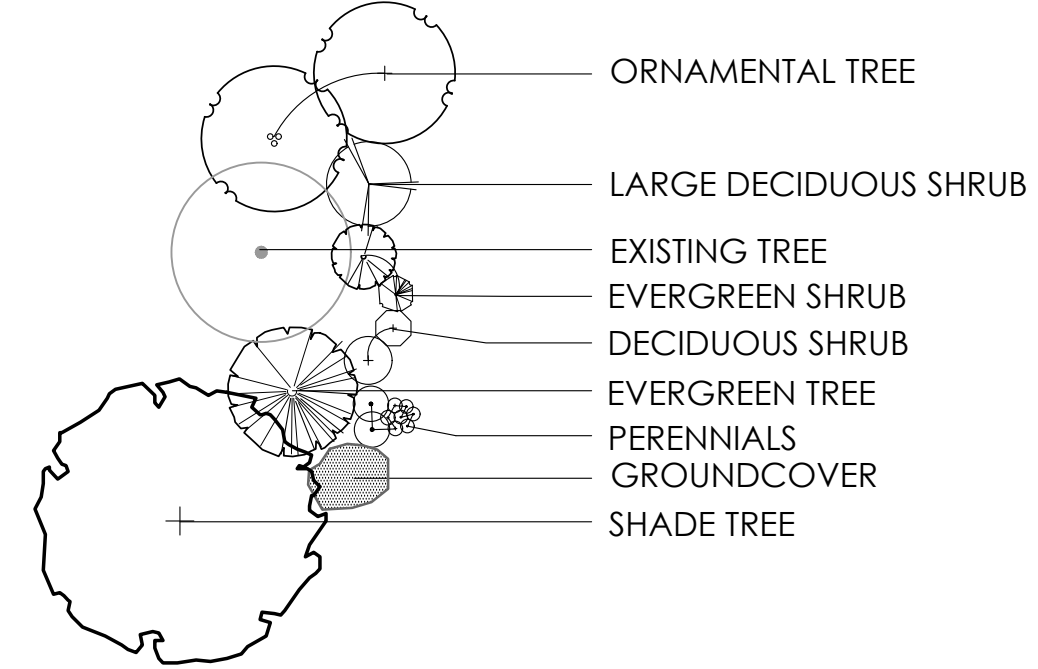 ORNAMENTAL TREE
LARGE DECIDUOUS SHRUB
EXISTING TREE
EVERGREEN SHRUB
DECIDUOUS SHRUB
EVERGREEN TREE
PERENNIALS
GROUNDCOVER
SHADE TREE